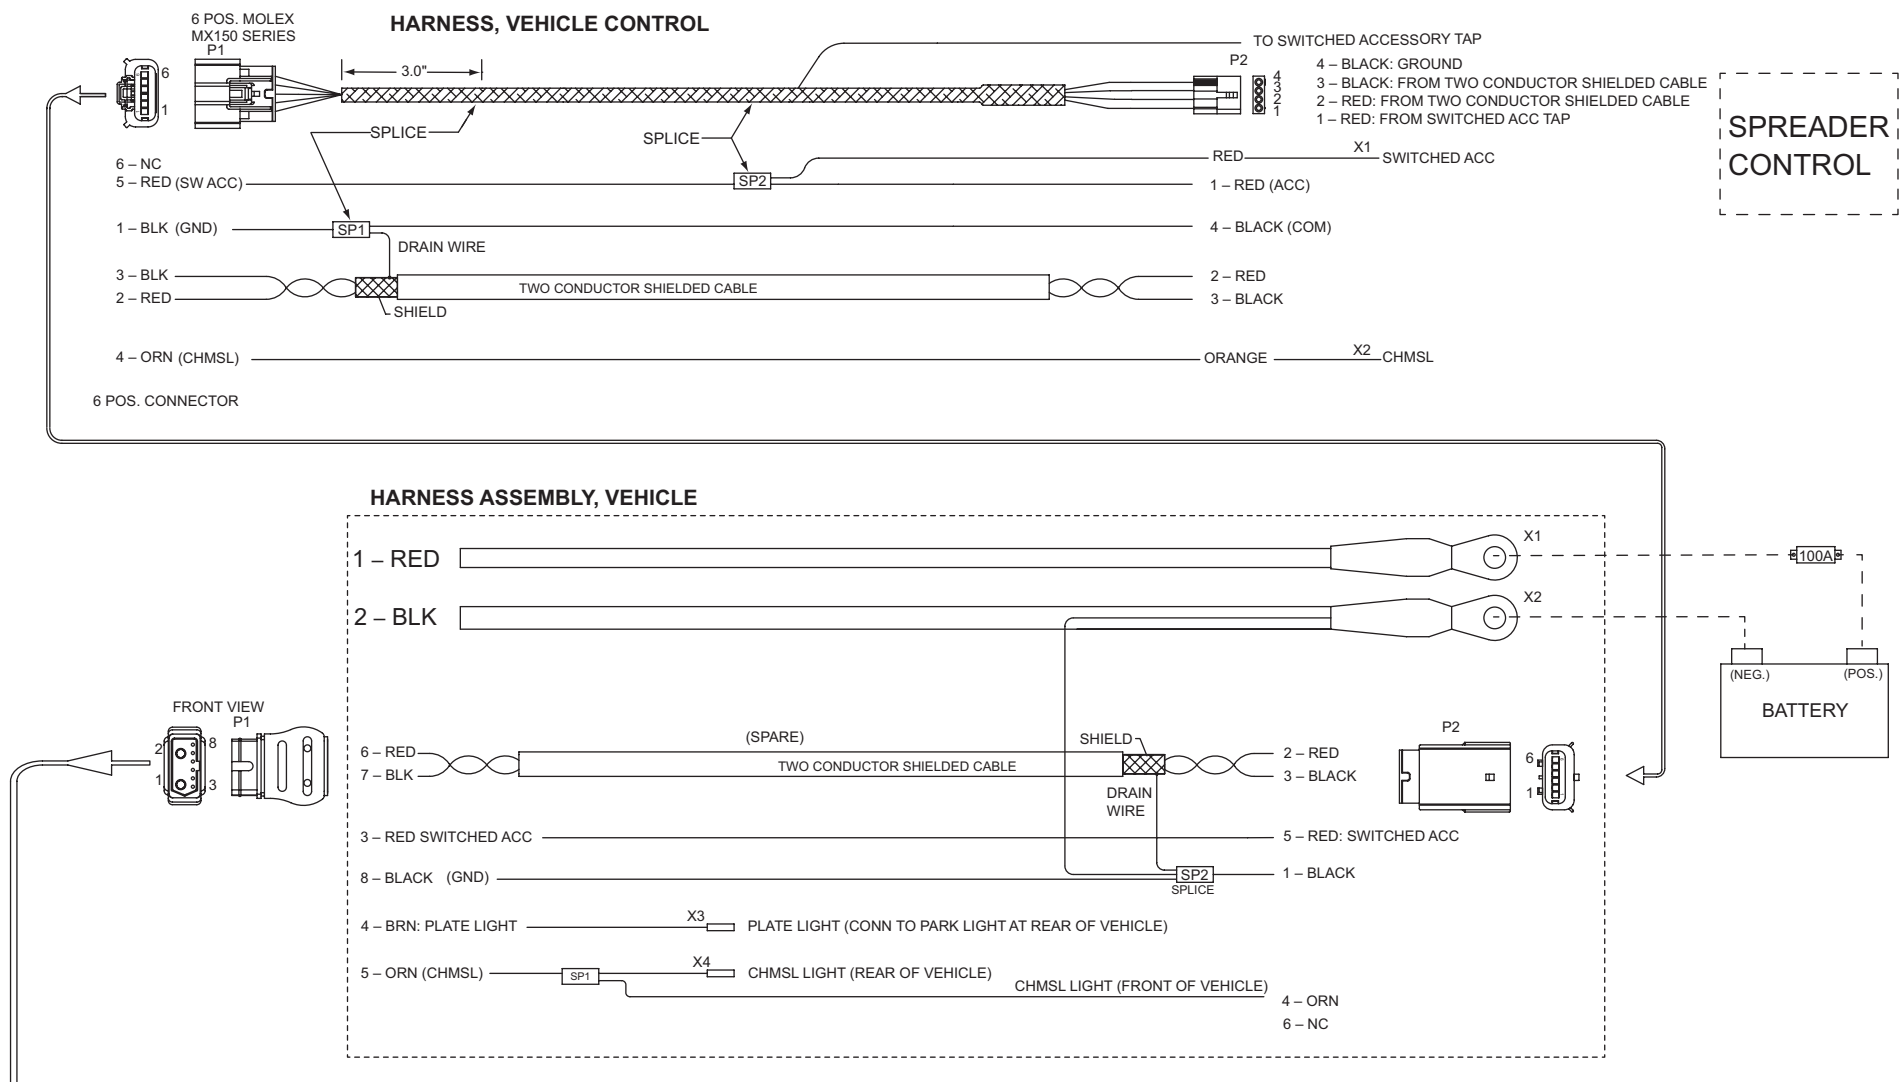 HARNESS, VEHICLE CONTROL
6 POS. MOLEX
MX150 SERIES
P1
6
1
3.0"
TO SWITCHED ACCESSORY TAP
P2
4
3
2
1
4 – BLACK: GROUND
3 – BLACK: FROM TWO CONDUCTOR SHIELDED CABLE
2 – RED: FROM TWO CONDUCTOR SHIELDED CABLE
1 – RED: FROM SWITCHED ACC TAP
SPREADER
CONTROL
SPLICE
SPLICE
6 – NC
5 – RED (SW ACC)
SP2
RED
X1
SWITCHED ACC
1 – RED (ACC)
1 – BLK (GND)
SP1
DRAIN WIRE
4 – BLACK (COM)
3 – BLK
2 – RED
TWO CONDUCTOR SHIELDED CABLE
SHIELD
2 – RED
3 – BLACK
4 – ORN (CHMSL)
ORANGE
X2
CHMSL
6 POS. CONNECTOR
HARNESS ASSEMBLY, VEHICLE
1 – RED
X1
100A
2 – BLK
X2
(NEG.)
(POS.)
BATTERY
FRONT VIEW
P1
2
8
1
3
6 – RED
7 – BLK
(SPARE)
TWO CONDUCTOR SHIELDED CABLE
SHIELD
DRAIN
WIRE
2 – RED
3 – BLACK
P2
6
1
3 – RED SWITCHED ACC
5 – RED: SWITCHED ACC
8 – BLACK (GND)
SP2
SPLICE
1 – BLACK
4 – BRN: PLATE LIGHT
X3
PLATE LIGHT (CONN TO PARK LIGHT AT REAR OF VEHICLE)
5 – ORN (CHMSL)
SP1
X4
CHMSL LIGHT (REAR OF VEHICLE)
CHMSL LIGHT (FRONT OF VEHICLE)
4 – ORN
6 – NC